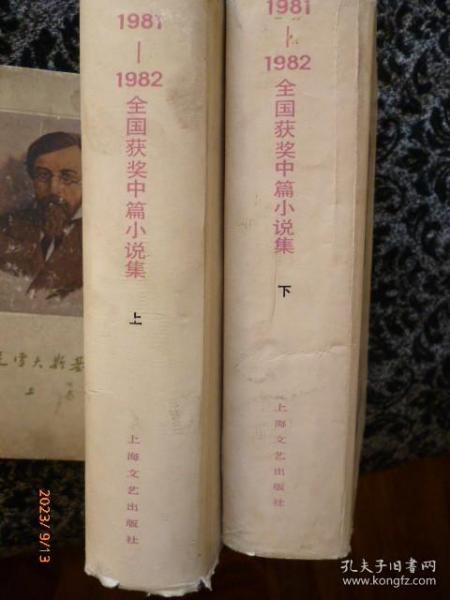 1981
—
1982
全国获奖中篇小说集
上
上海文艺出版社
1981
—
1982
全国获奖中篇小说集
下
上海文艺出版社
上
2023/9/13
孔夫子旧书网
www.kongfz.com